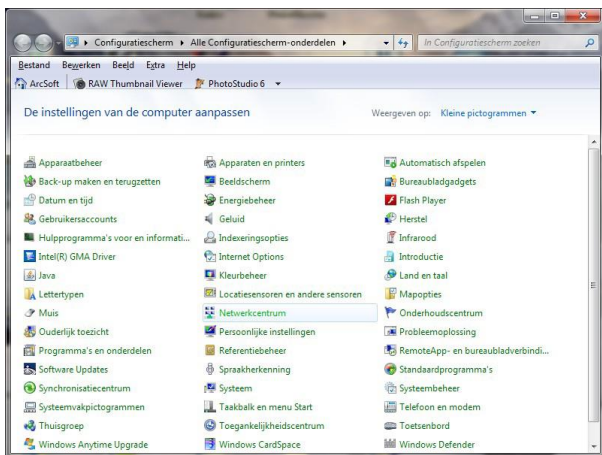 Configuratiescherm Alle Configuratiescherm-onderdelen In Configuratiescherm zoeken
Bestand Bewerken Beeld Extra Help
ArcSoft RAW Thumbnail Viewer PhotoStudio 6
De instellingen van de computer aanpassen Weergeven op: Kleine pictogrammen
Apparaatbeheer Apparaten en printers Automatisch afspelen
Back-up maken en terugzetten Beeldscherm Bureaubladgadgets
Datum en tijd Energiebeheer Flash Player
Gebruikersaccounts Geluid Herstel
Hulpprogramma's voor en informati... Indexeringsopties Infrarood
Intel(R) GMA Driver Internet Options Introductie
Java Kleurbeheer Land en taal
Lettertypen Locatiesensoren en andere sensoren Mapopties
Muis Netwerkcentrum Onderhoudscentrum
Ouderlijk toezicht Persoonlijke instellingen Probleemoplossing
Programma's en onderdelen Referentiebeheer RemoteApp- en bureaubladverbindi...
Software Updates Spraakherkenning Standaardprogramma's
Synchronisatiecentrum Systeem Systeembeheer
Systeemvakpictogrammen Taakbalk en menu Start Telefoon en modem
Thuisgroep Toegankelijkheidscentrum Toetsenbord
Windows Anytime Upgrade Windows CardSpace Windows Defender